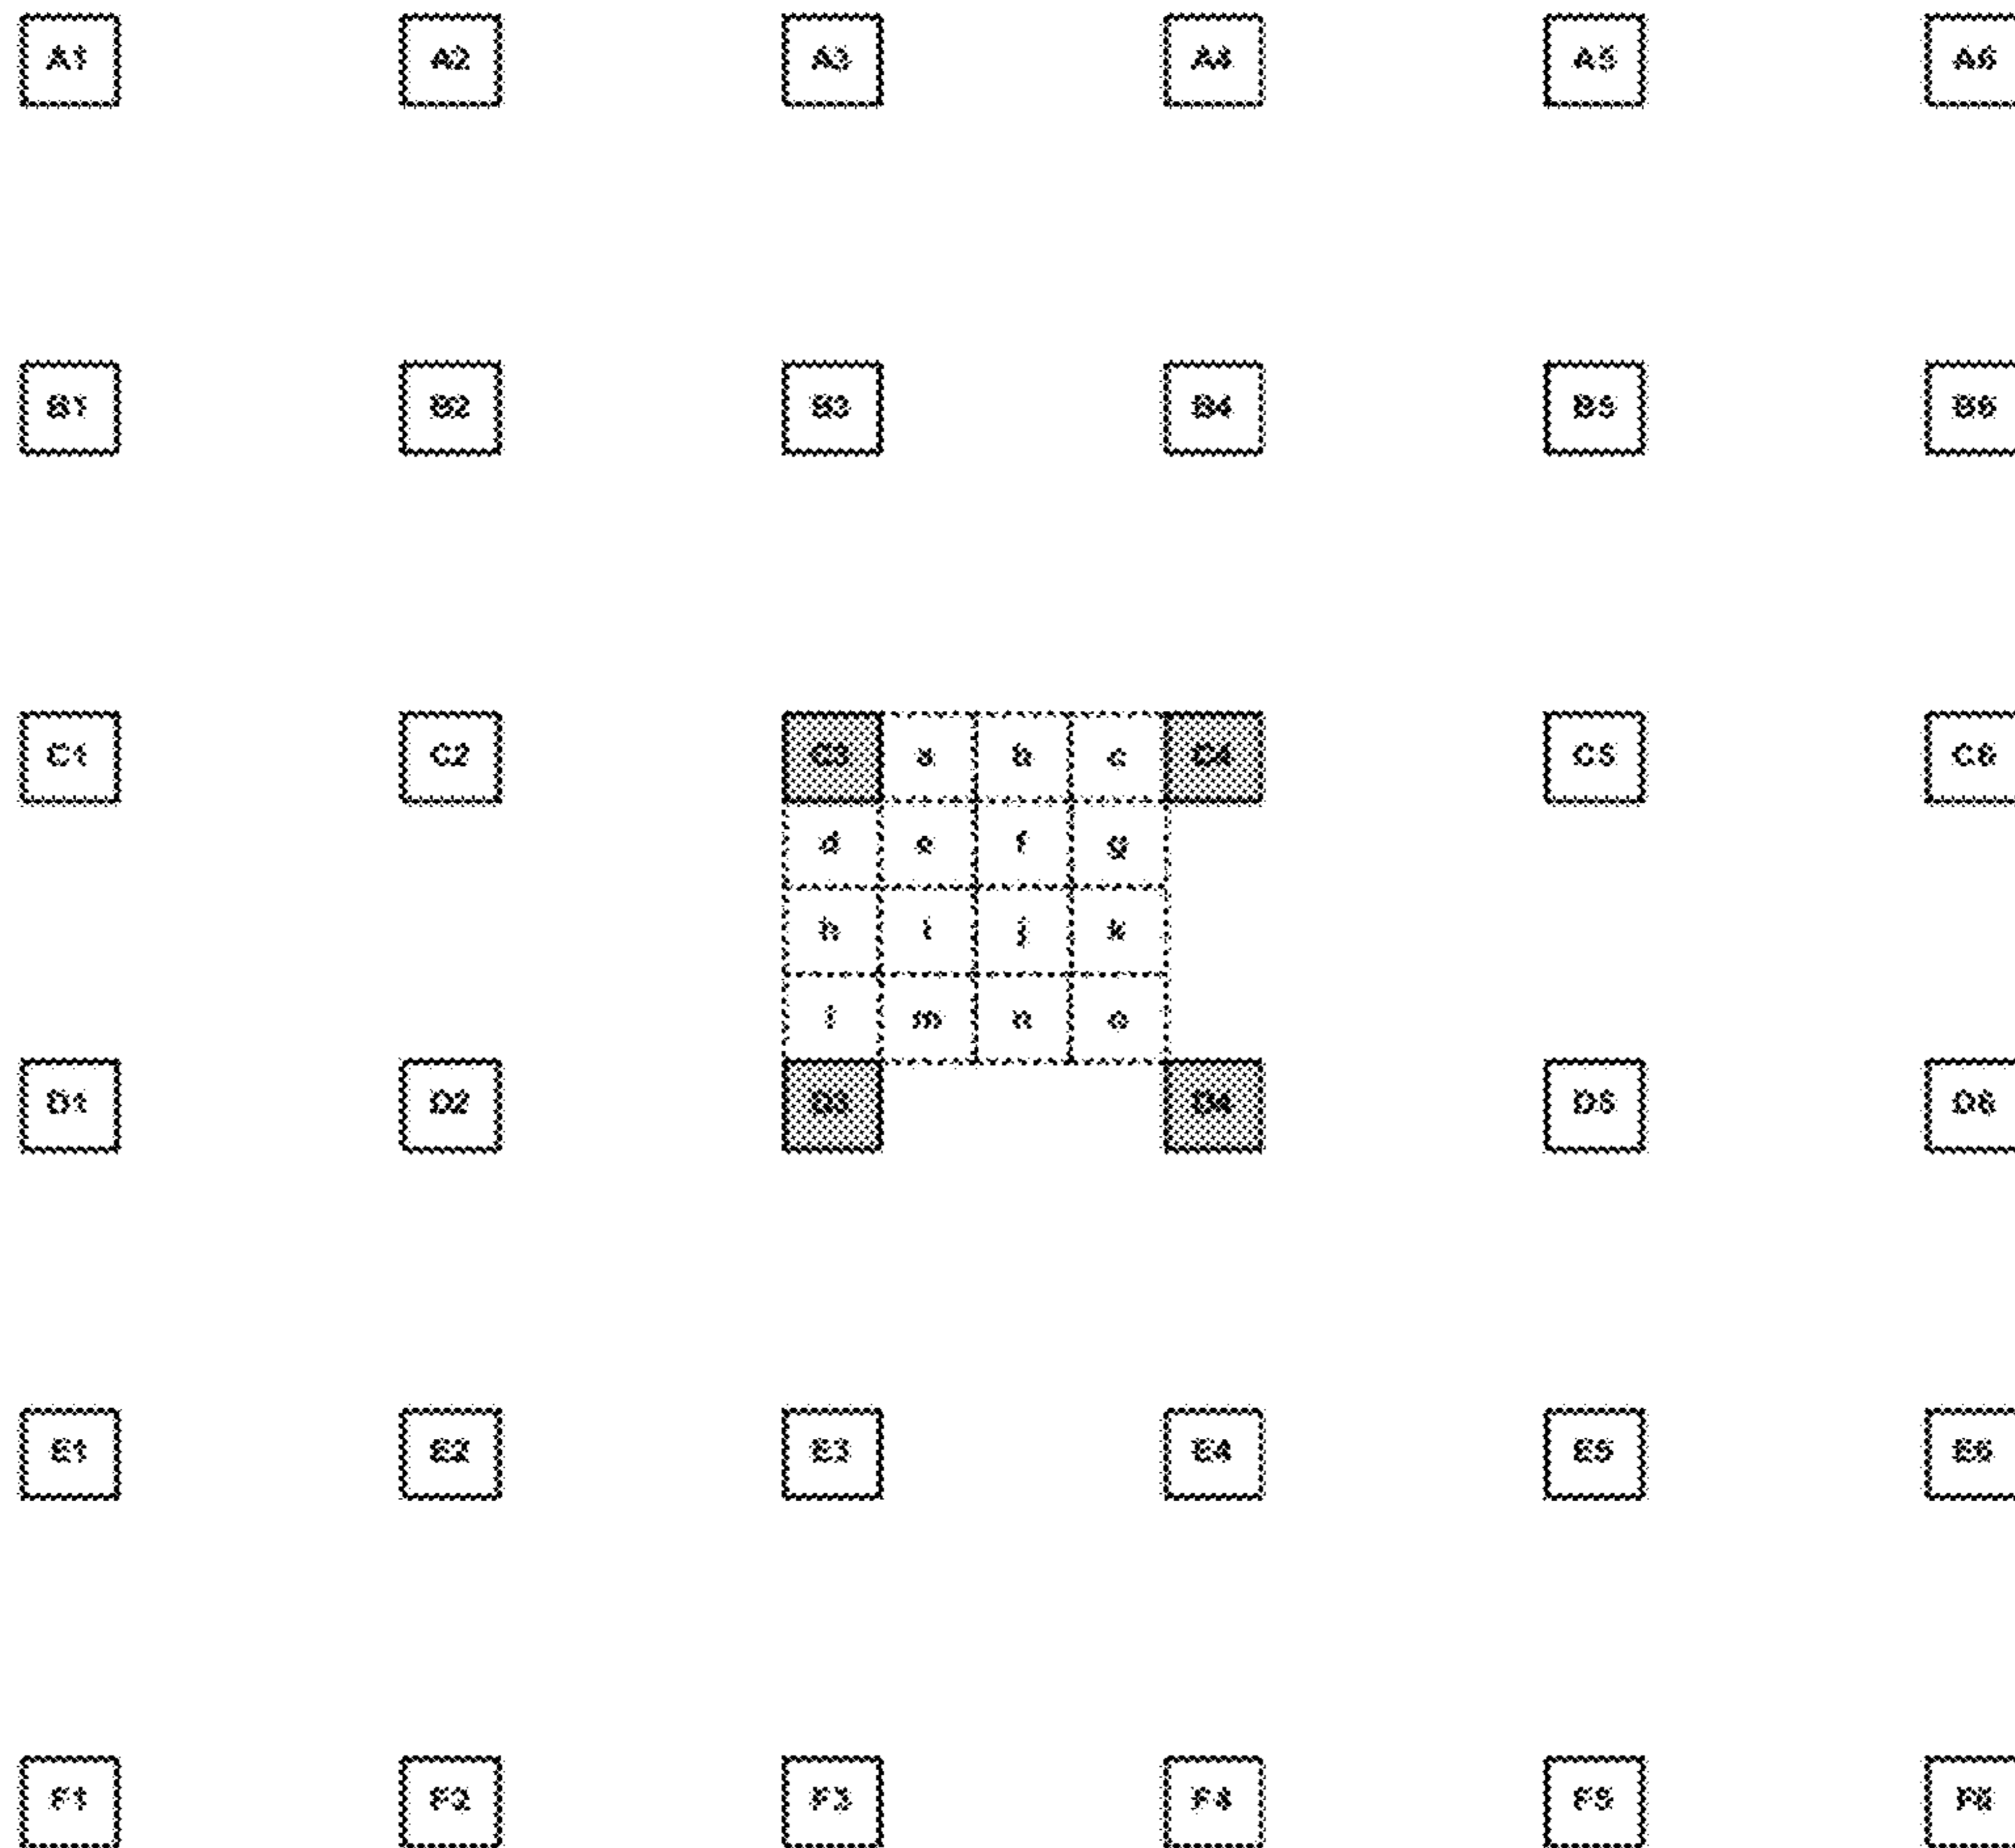 A1 A2 A3 A4 A5 A6
B1 B2 B3 B4 B5 B6
C1 C2 C3 a b c C4 C5 C6
d e f g
h i j k
l m n o
D1 D2 D3 D4 D5 D6
E1 E2 E3 E4 E5 E6
F1 F2 F3 F4 F5 F6